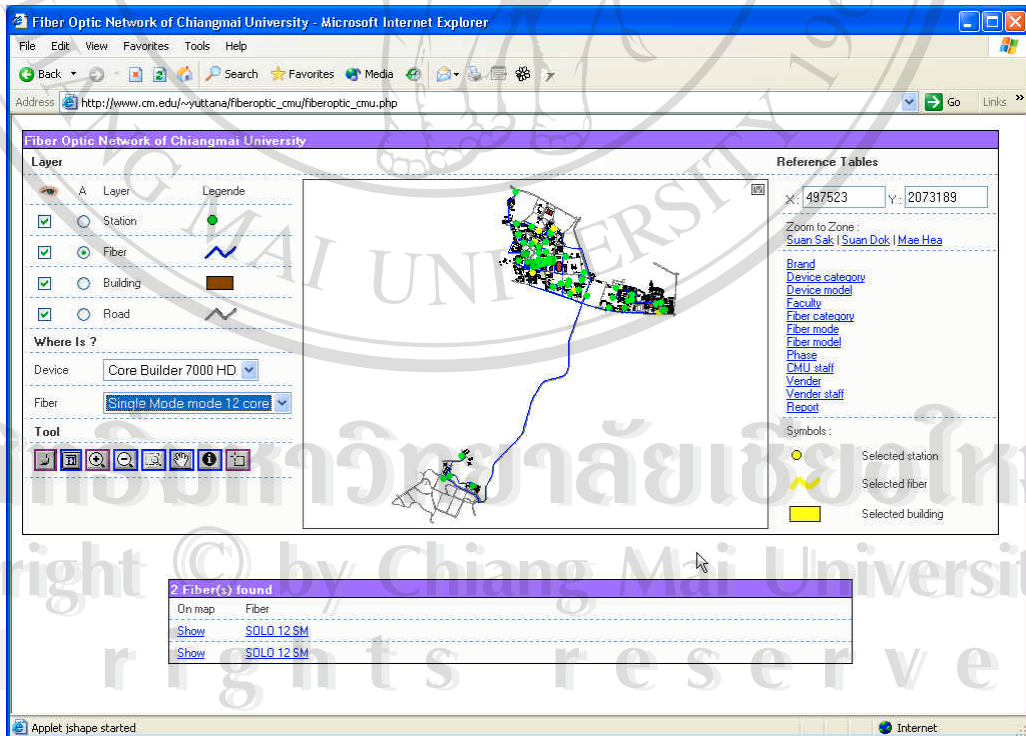 Fiber Optic Network of Chiangmai University - Microsoft Internet Explorer
File Edit View Favorites Tools Help
Back Search Favorites Media
Address http://www.cm.edu/~yuttana/fiberoptic_cmu/fiberoptic_cmu.php Go Links »
Fiber Optic Network of Chiangmai University
Layer
A Layer Legende
Station
Fiber
Building
Road
Where Is ?
Device Core Builder 7000 HD
Fiber Single Mode mode 12 core
Tool
Reference Tables
X : 497523 Y : 2073189
Zoom to Zone :
Suan Sak | Suan Dok | Mae Hea
Brand
Device category
Device model
Faculty
Fiber category
Fiber mode
Fiber model
Phase
CMU staff
Vender
Vender staff
Report
Symbols :
Selected station
Selected fiber
Selected building
2 Fiber(s) found
On map Fiber
Show SOLO 12 SM
Show SOLO 12 SM
Applet jshape started Internet
ANG MAI UNIVERSITY
right © by Chiang Mai Universit
rights reserve